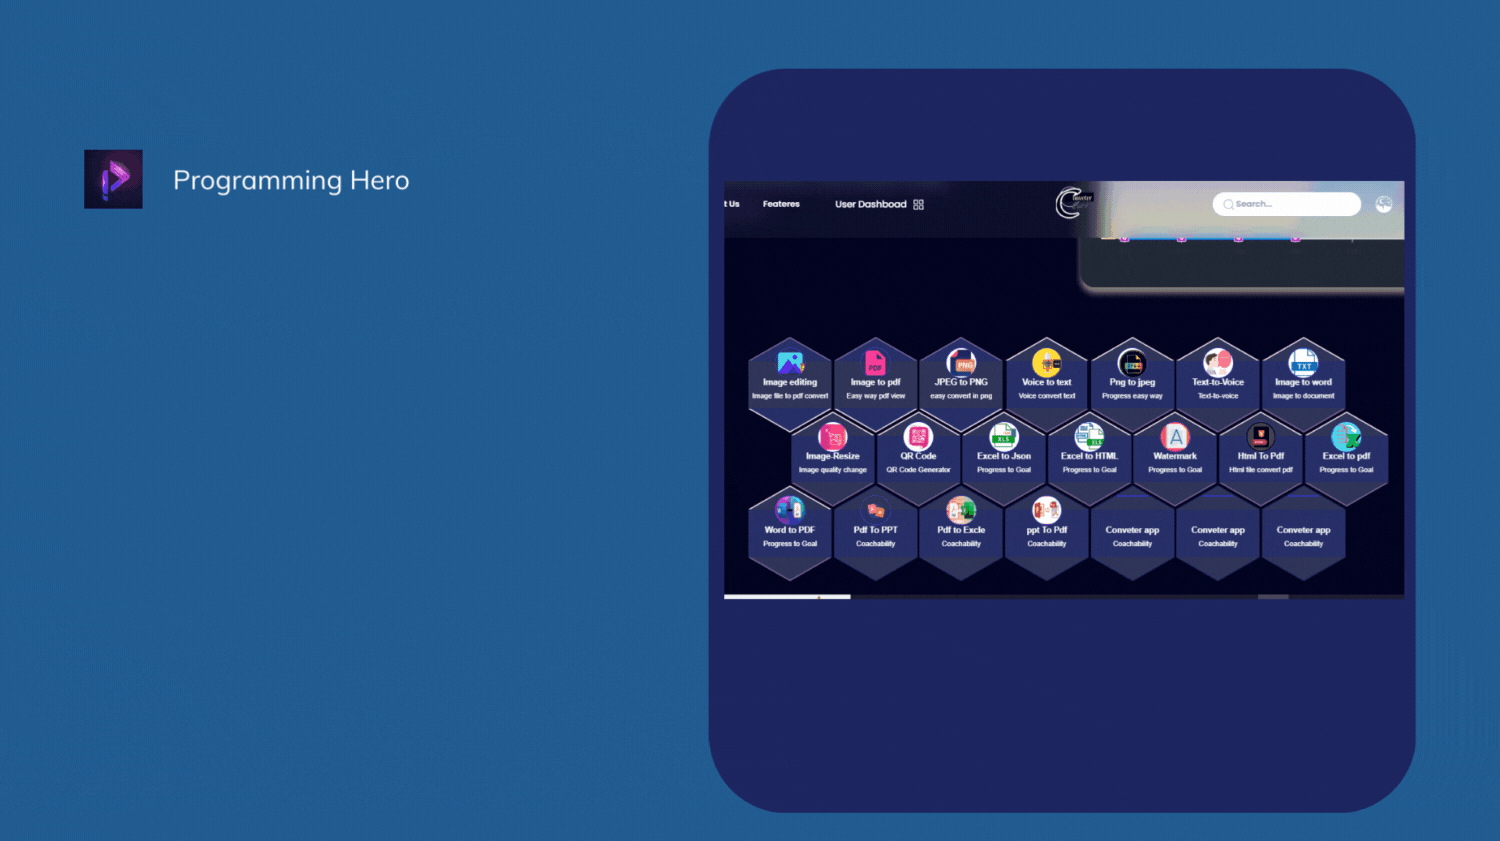 Programming Hero
t Us Feateres User Dashboad Search...
Image editing Image to pdf JPEG to PNG Voice to text Png to jpeg Text-to-Voice Image to word
Image file to pdf convert Easy way pdf view easy convert in png Voice convert text Progress easy way Text-to-voice Image to document
Image-Resize QR Code Excel to Json Excel to HTML Watermark Html To Pdf Excel to pdf
Image quality change QR Code Generator Progress to Goal Progress to Goal Progress to Goal Html file convert pdf Progress to Goal
Word to PDF Pdf To PPT Pdf to Excle ppt To Pdf Conveter app Conveter app Conveter app
Progress to Goal Coachability Coachability Coachability Coachability Coachability Coachability